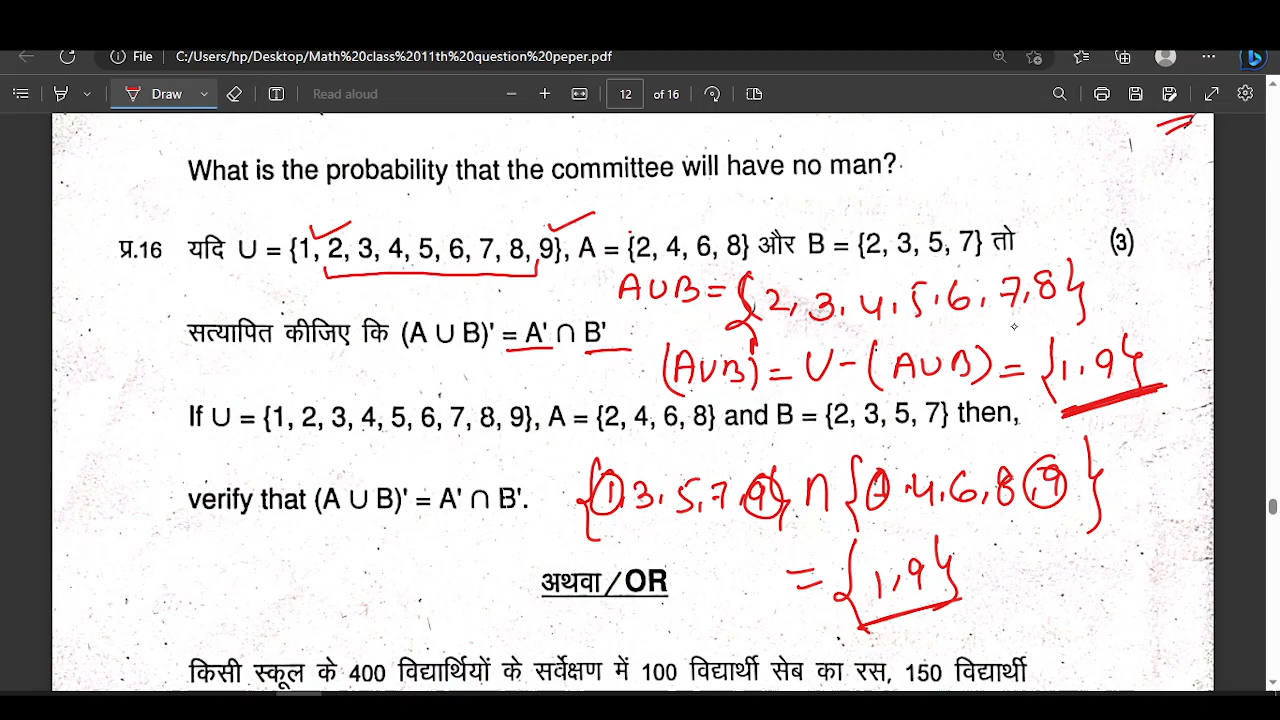 File C:/Users/hp/Desktop/Math%20class%2011th%20question%20peper.pdf
Draw Read aloud 12 of 16
What is the probability that the committee will have no man?
प्र.16 यदि U = {1, 2, 3, 4, 5, 6, 7, 8, 9}, A = {2, 4, 6, 8} और B = {2, 3, 5, 7} तो (3)
A∪B = {2, 3, 4, 5, 6, 7, 8}
सत्यापित कीजिए कि (A ∪ B)' = A' ∩ B'
(A∪B)' = U - (A∪B) = {1, 9}
If U = {1, 2, 3, 4, 5, 6, 7, 8, 9}, A = {2, 4, 6, 8} and B = {2, 3, 5, 7} then,
{1, 3, 5, 7, 9} ∩ {1, 4, 6, 8, 9}
verify that (A ∪ B)' = A' ∩ B'.
अथवा/OR
= {1, 9}
किसी स्कूल के 400 विद्यार्थियों के सर्वेक्षण में 100 विद्यार्थी सेब का रस, 150 विद्यार्थी